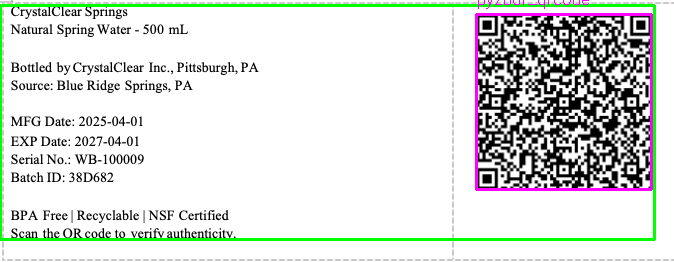 CrystalClear Springs
Natural Spring Water - 500 mL
Bottled by CrystalClear Inc., Pittsburgh, PA
Source: Blue Ridge Springs, PA
MFG Date: 2025-04-01
EXP Date: 2027-04-01
Serial No.: WB-100009
Batch ID: 38D682
BPA Free | Recyclable | NSF Certified
Scan the QR code to verify authenticity.